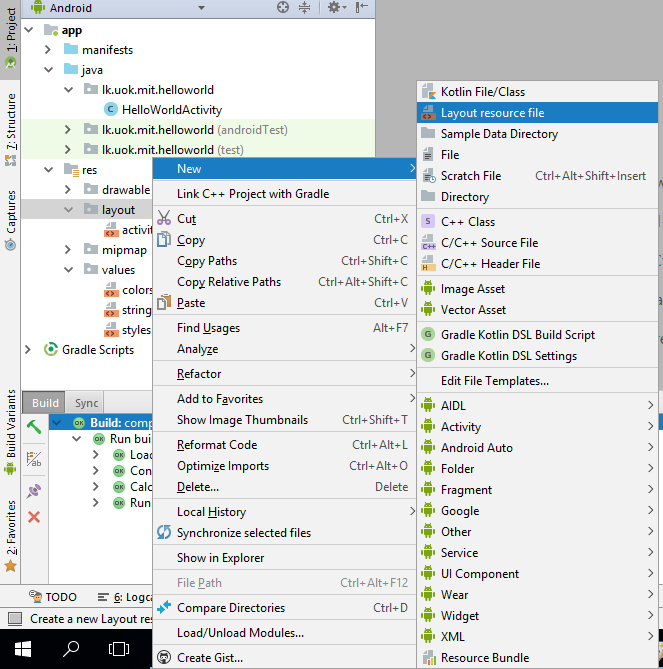 Android
1: Project
app
manifests
java
lk.uok.mit.helloworld
HelloWorldActivity
lk.uok.mit.helloworld (androidTest)
lk.uok.mit.helloworld (test)
res
drawable
layout
activit
mipmap
values
colors
string
styles
Gradle Scripts
7: Structure
Captures
Build Variants
2: Favorites
Build Sync
Build: comp
Run bui
Load
Con
Calc
Run
TODO
6: Logca
Create a new Layout res
New
Link C++ Project with Gradle
Cut Ctrl+X
Copy Ctrl+C
Copy Paths Ctrl+Shift+C
Copy Relative Paths Ctrl+Alt+Shift+C
Paste Ctrl+V
Find Usages Alt+F7
Analyze
Refactor
Add to Favorites
Show Image Thumbnails Ctrl+Shift+T
Reformat Code Ctrl+Alt+L
Optimize Imports Ctrl+Alt+O
Delete... Delete
Local History
Synchronize selected files
Show in Explorer
File Path Ctrl+Alt+F12
Compare Directories Ctrl+D
Load/Unload Modules...
Create Gist...
Kotlin File/Class
Layout resource file
Sample Data Directory
File
Scratch File Ctrl+Alt+Shift+Insert
Directory
C++ Class
C/C++ Source File
C/C++ Header File
Image Asset
Vector Asset
Gradle Kotlin DSL Build Script
Gradle Kotlin DSL Settings
Edit File Templates...
AIDL
Activity
Android Auto
Folder
Fragment
Google
Other
Service
UI Component
Wear
Widget
XML
Resource Bundle